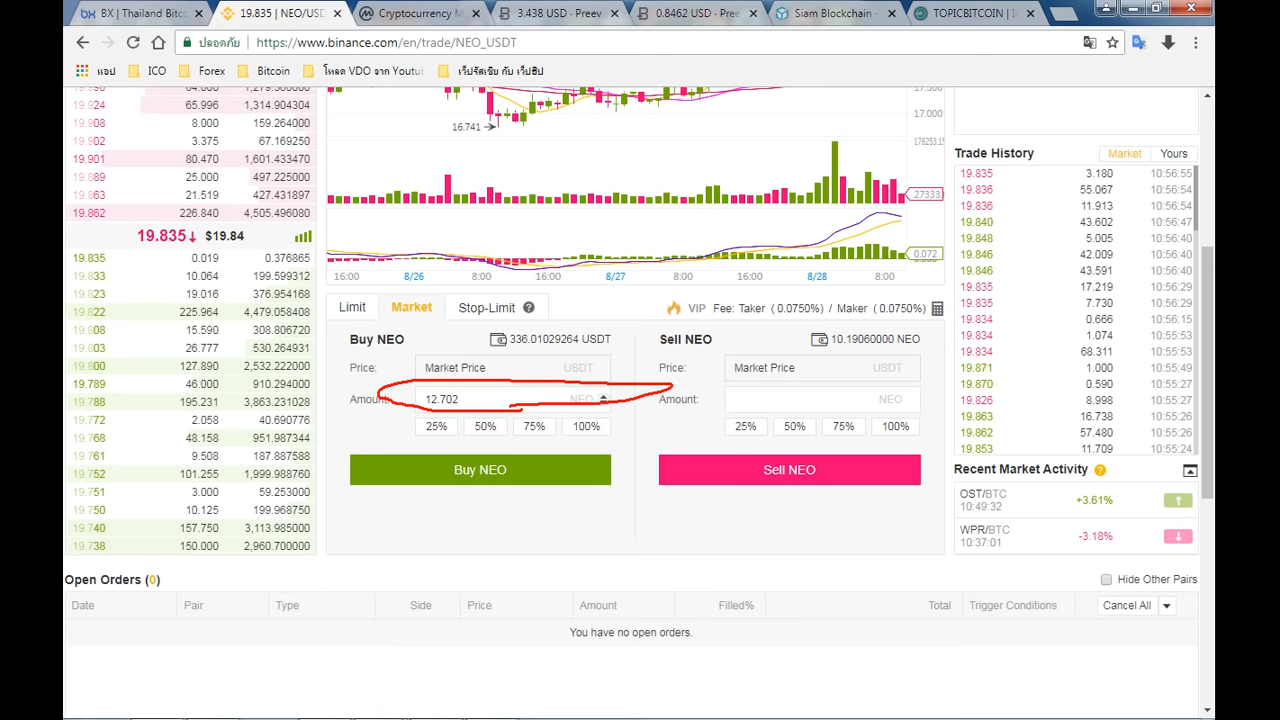 BX | Thailand Bitco
19.835 | NEO/USD
Cryptocurrency M
3.438 USD - Preev
0.8462 USD - Pree
Siam Blockchain -
TOPICBITCOIN | I
ปลอดภัย https://www.binance.com/en/trade/NEO_USDT
แอป ICO Forex Bitcoin โหลด VDO จาก Youtu เว็ปรัสเซีย กับ เว็ปฮิป
19.924 65.996 1,314.904304
19.908 8.000 159.264000
19.902 3.375 67.169250
19.901 80.470 1,601.433470
19.889 25.000 497.225000
19.863 21.519 427.431897
19.862 226.840 4,505.496080
19.835↓ $19.84
19.835 0.019 0.376865
19.833 10.064 199.599312
19.823 19.016 376.954168
19.822 225.964 4,479.058408
19.808 15.590 308.806720
19.803 26.777 530.264931
19.800 127.890 2,532.222000
19.789 46.000 910.294000
19.788 195.231 3,863.231028
19.772 2.058 40.690776
19.768 48.158 951.987344
19.761 9.508 187.887588
19.752 101.255 1,999.988760
19.751 3.000 59.253000
19.750 10.125 199.968750
19.740 157.750 3,113.985000
19.738 150.000 2,960.700000
17.000
16.741
176253.15
27333
0.072
16:00 8/26 8:00 16:00 8/27 8:00 16:00 8/28 8:00
Limit Market Stop-Limit ?
VIP Fee: Taker ( 0.0750% ) / Maker ( 0.0750% )
Buy NEO 336.01029264 USDT
Price: Market Price USDT
Amount: 12.702 NEO
25% 50% 75% 100%
Buy NEO
Sell NEO 10.19060000 NEO
Price: Market Price USDT
Amount: NEO
25% 50% 75% 100%
Sell NEO
Trade History Market Yours
19.835 3.180 10:56:55
19.836 55.067 10:56:54
19.836 11.913 10:56:54
19.840 43.602 10:56:47
19.848 5.005 10:56:40
19.846 42.009 10:56:40
19.846 43.591 10:56:40
19.835 17.219 10:56:31
19.835 7.730 10:56:29
19.834 0.666 10:56:15
19.834 1.074 10:56:13
19.834 68.311 10:55:53
19.871 1.000 10:55:49
19.870 0.590 10:55:39
19.826 8.998 10:55:37
19.863 16.738 10:55:26
19.862 57.480 10:55:26
19.853 11.709 10:55:24
Recent Market Activity ?
OST/BTC +3.61%
10:49:32
WPR/BTC -3.18%
10:37:01
Open Orders (0)
Hide Other Pairs
Date Pair Type Side Price Amount Filled% Total Trigger Conditions Cancel All
You have no open orders.